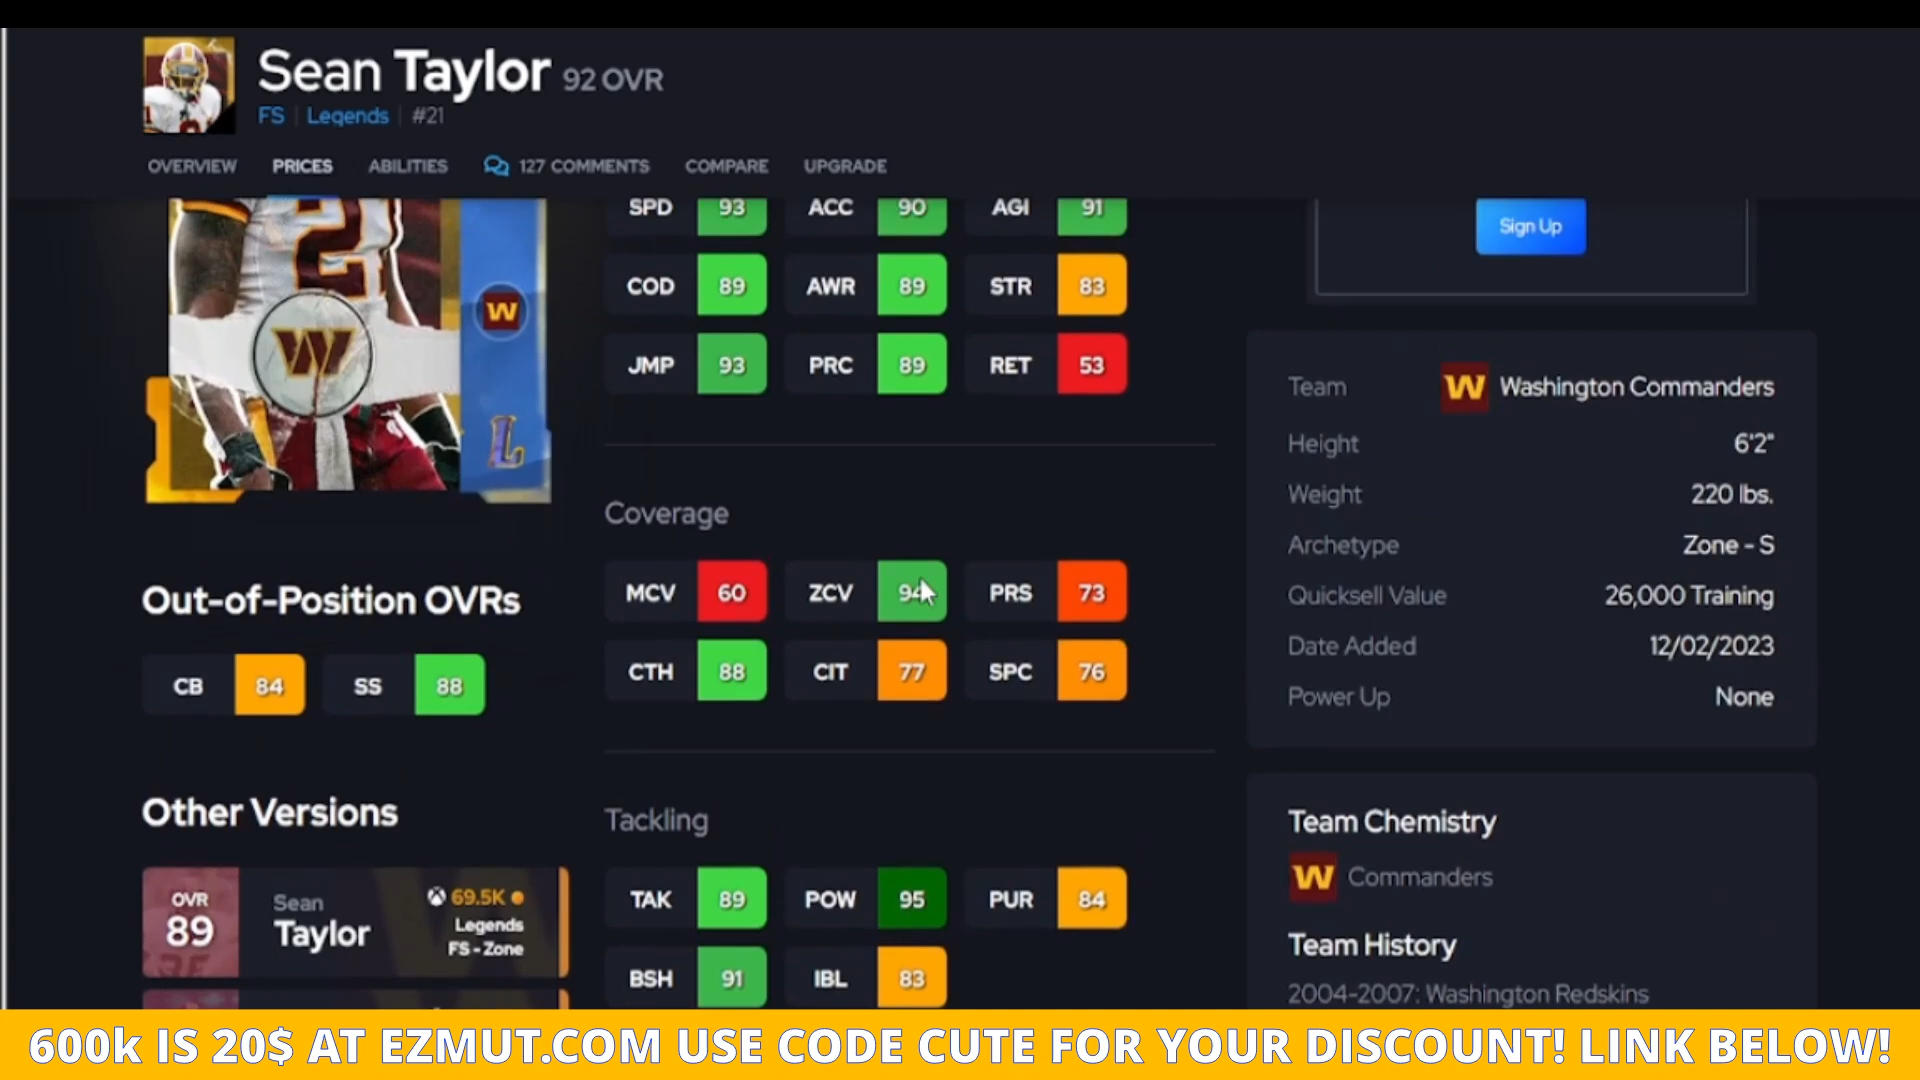 Sean Taylor 92 OVR
FS | Legends | #21
OVERVIEW PRICES ABILITIES 127 COMMENTS COMPARE UPGRADE
SPD 93 ACC 90 AGI 91
Sign Up
COD 89 AWR 89 STR 83
JMP 93 PRC 89 RET 53
2
W
W
L
Team W Washington Commanders
Height 6'2"
Weight 220 lbs.
Archetype Zone - S
Quicksell Value 26,000 Training
Date Added 12/02/2023
Power Up None
Coverage
MCV 60 ZCV 94 PRS 73
CTH 88 CIT 77 SPC 76
Out-of-Position OVRs
CB 84 SS 88
Other Versions
OVR
89
Sean
Taylor
69.5K
Legends
FS - Zone
Tackling
TAK 89 POW 95 PUR 84
BSH 91 IBL 83
Team Chemistry
W Commanders
Team History
2004-2007: Washington Redskins
600k IS 20$ AT EZMUT.COM USE CODE CUTE FOR YOUR DISCOUNT! LINK BELOW!